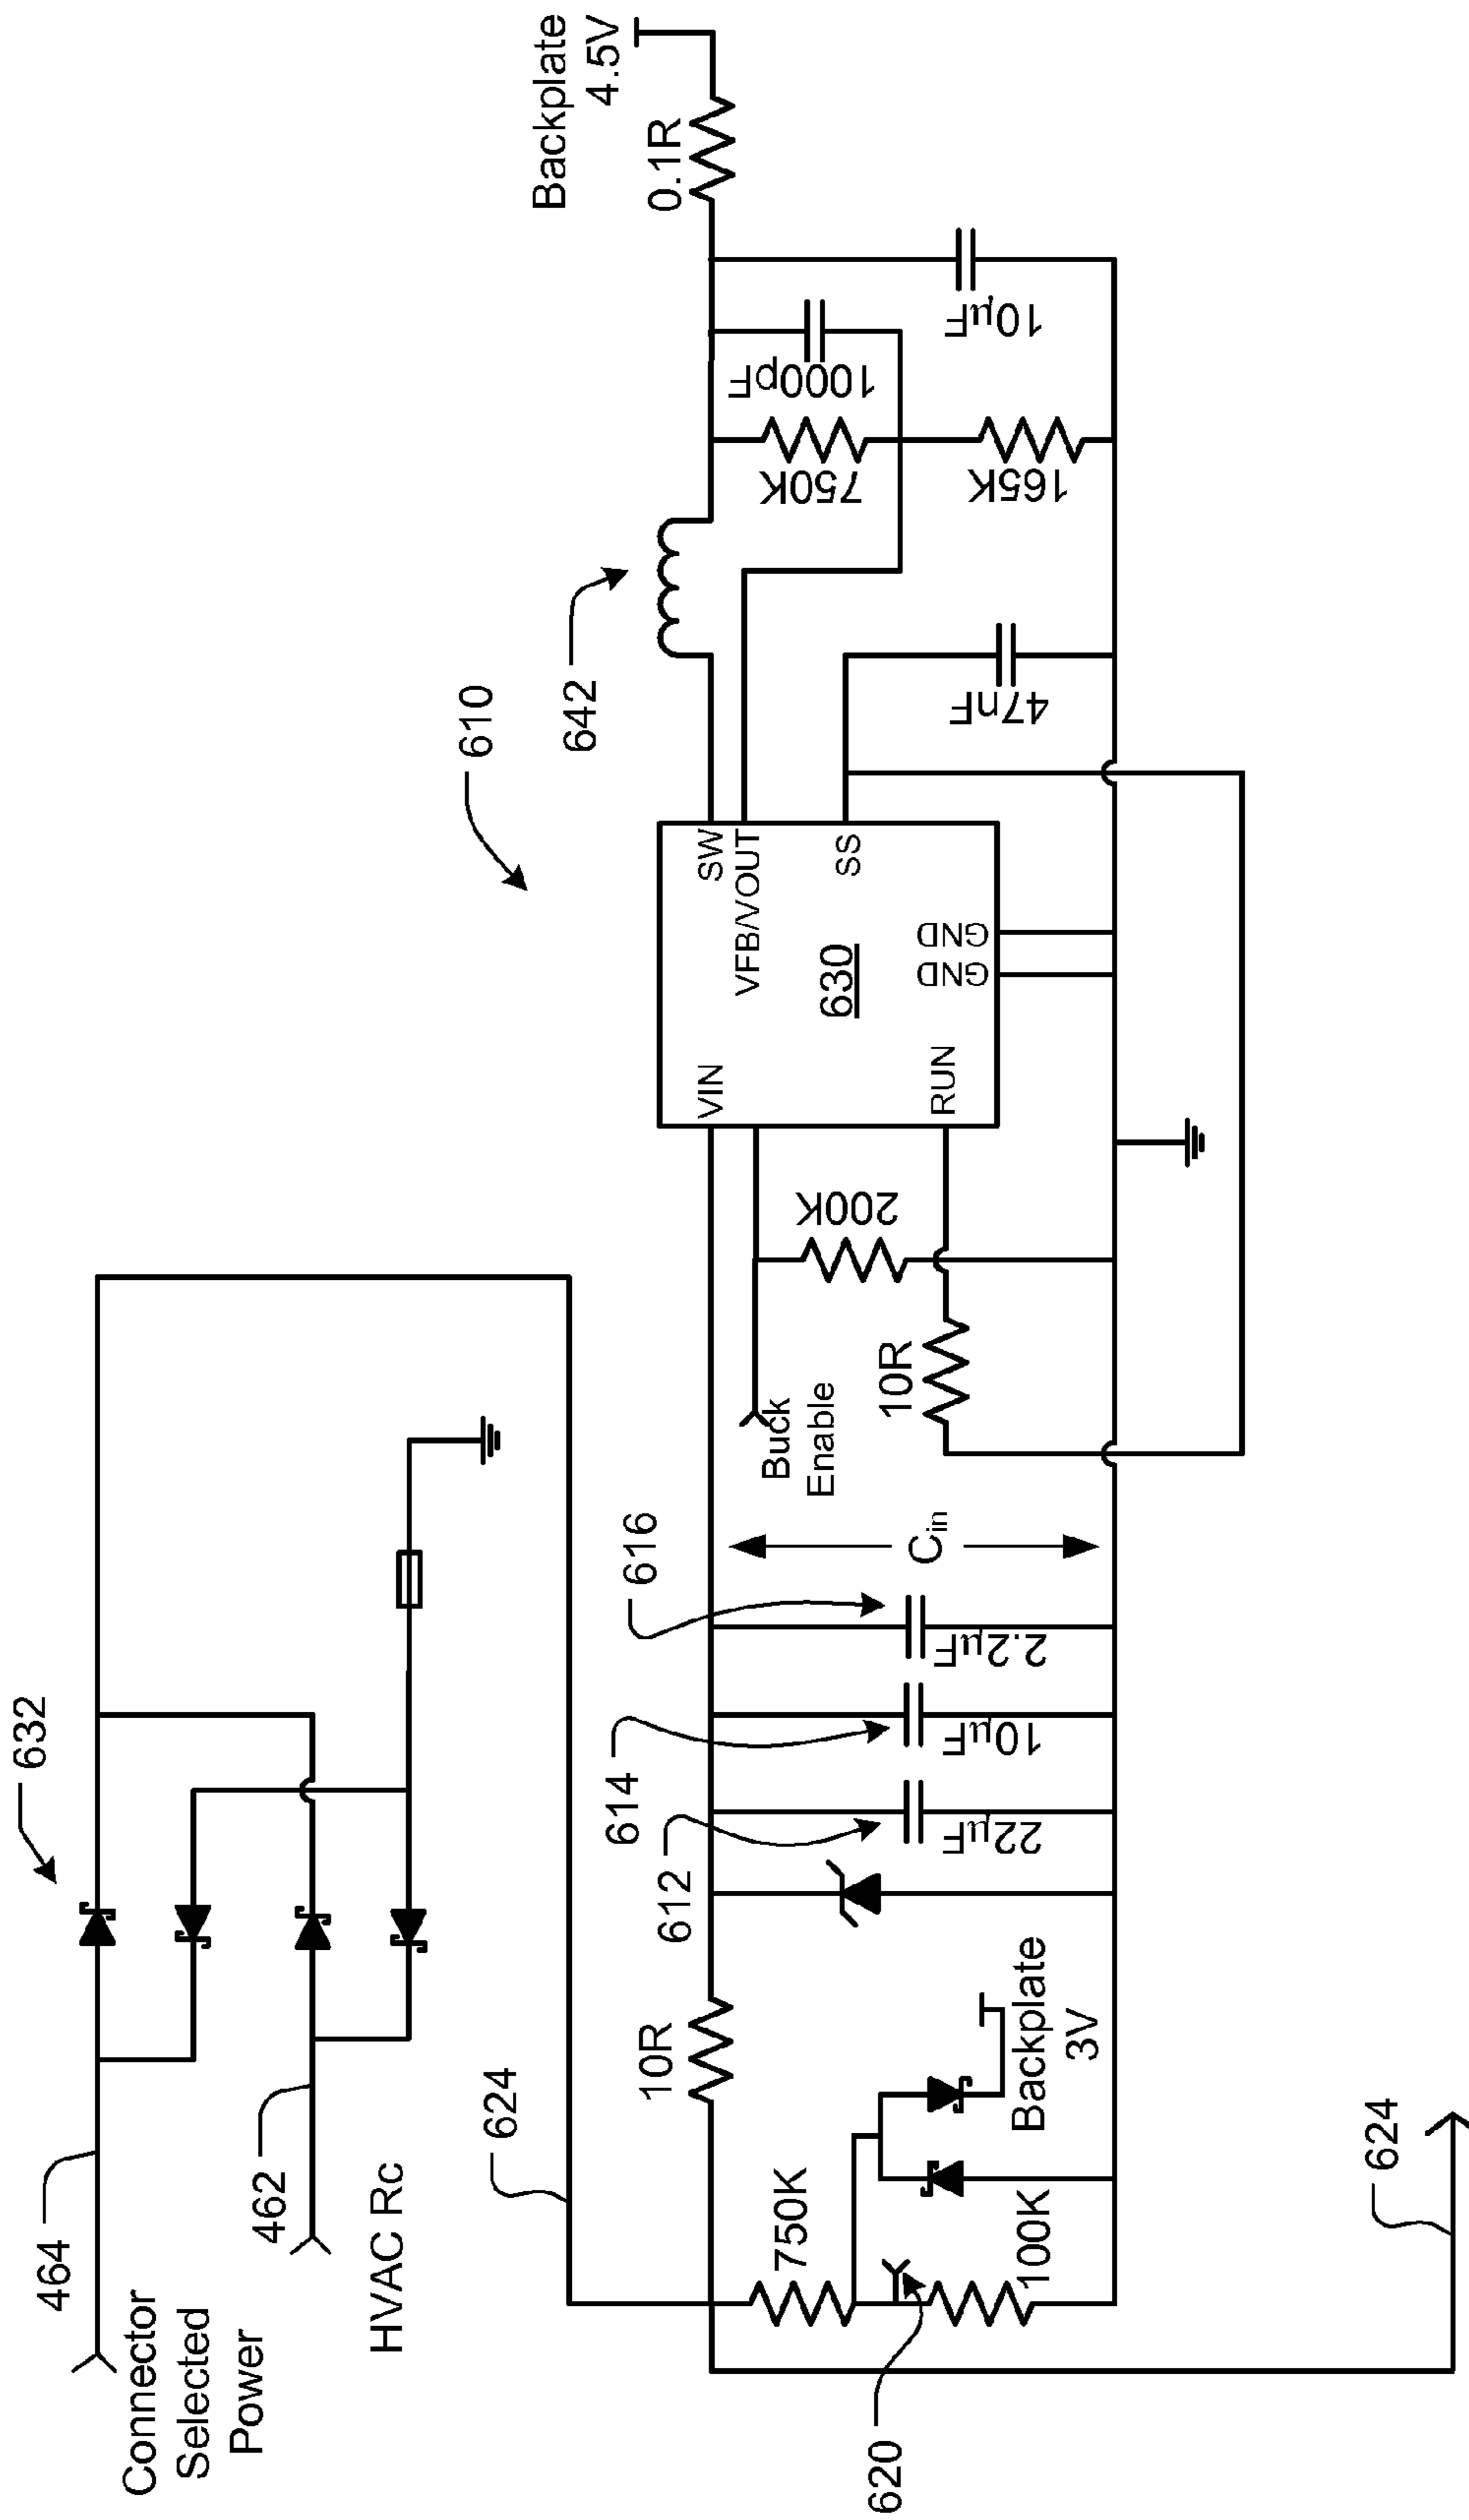 632
464
Connector
Selected
Power
462
HVAC Rc
624
610
642
Backplate
4.5V
0.1R
1000pF
10µF
750K
165K
47nF
SW
VFB/VOUT
SS
630
GND
GND
VIN
RUN
200K
10R
Buck
Enable
616
Cin
2.2µF
614
10µF
612
22µF
10R
Backplate
3V
750K
100K
620
624